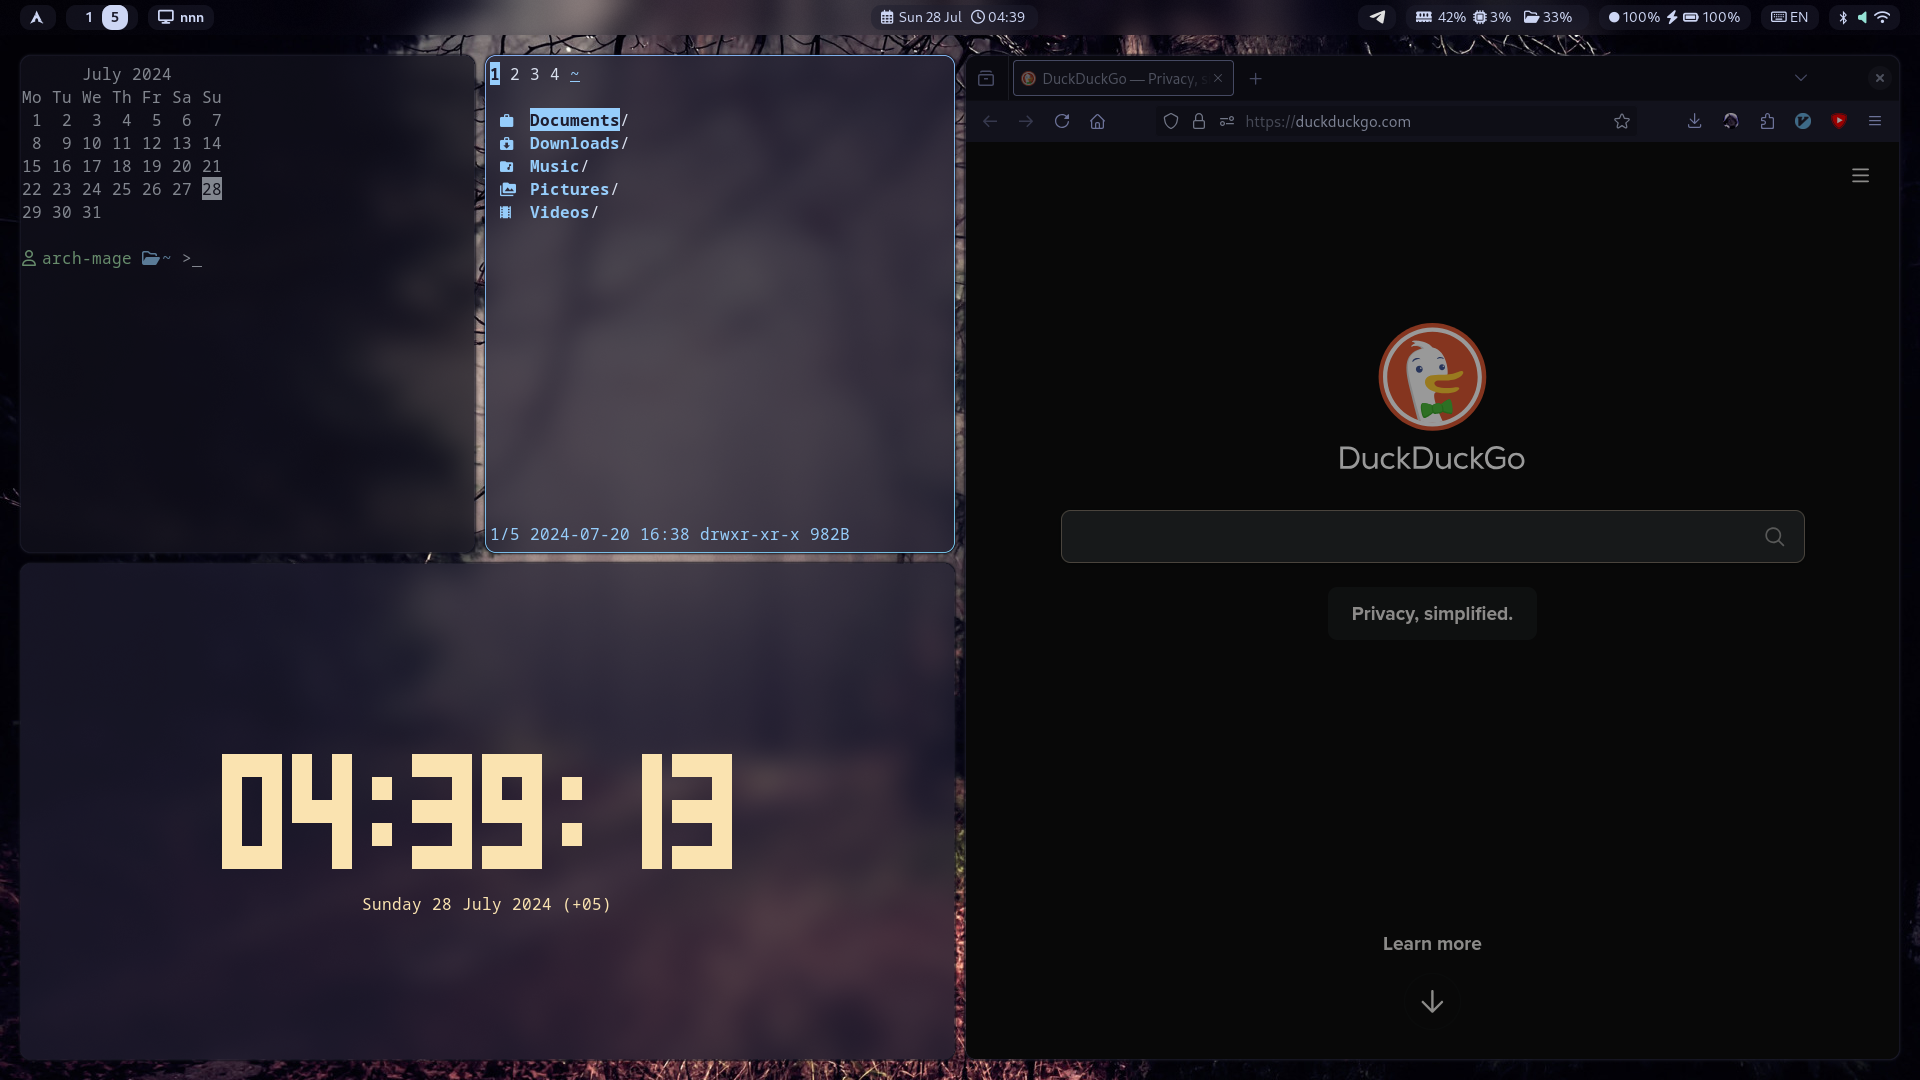 1 5 nnn Sun 28 Jul 04:39 42% 3% 33% 100% 100% EN
July 2024
Mo Tu We Th Fr Sa Su
1 2 3 4 5 6 7
8 9 10 11 12 13 14
15 16 17 18 19 20 21
22 23 24 25 26 27 28
29 30 31
arch-mage ~ >_
1 2 3 4 ~
Documents/
Downloads/
Music/
Pictures/
Videos/
1/5 2024-07-20 16:38 drwxr-xr-x 982B
04:39:13
Sunday 28 July 2024 (+05)
DuckDuckGo — Privacy, s
https://duckduckgo.com
DuckDuckGo
Privacy, simplified.
Learn more